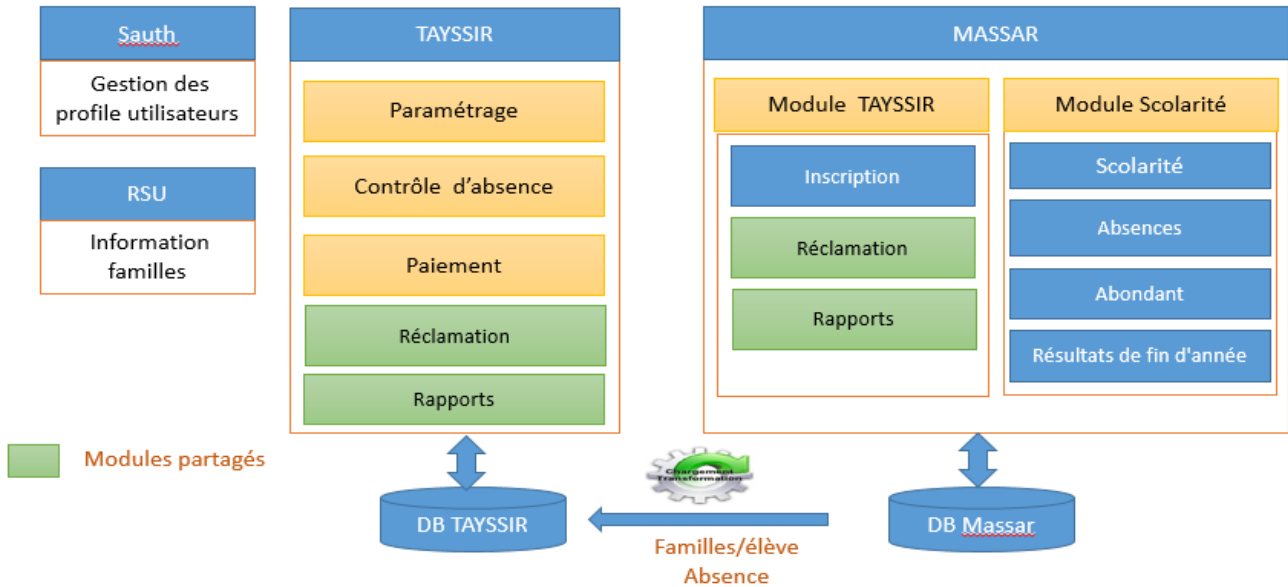 Sauth
Gestion des
profile utilisateurs
RSU
Information
familles
TAYSSIR
Paramétrage
Contrôle d'absence
Paiement
Réclamation
Rapports
MASSAR
Module TAYSSIR
Inscription
Réclamation
Rapports
Module Scolarité
Scolarité
Absences
Abondant
Résultats de fin d'année
Modules partagés
Chargement
Transformation
DB TAYSSIR
DB Massar
Familles/élève
Absence